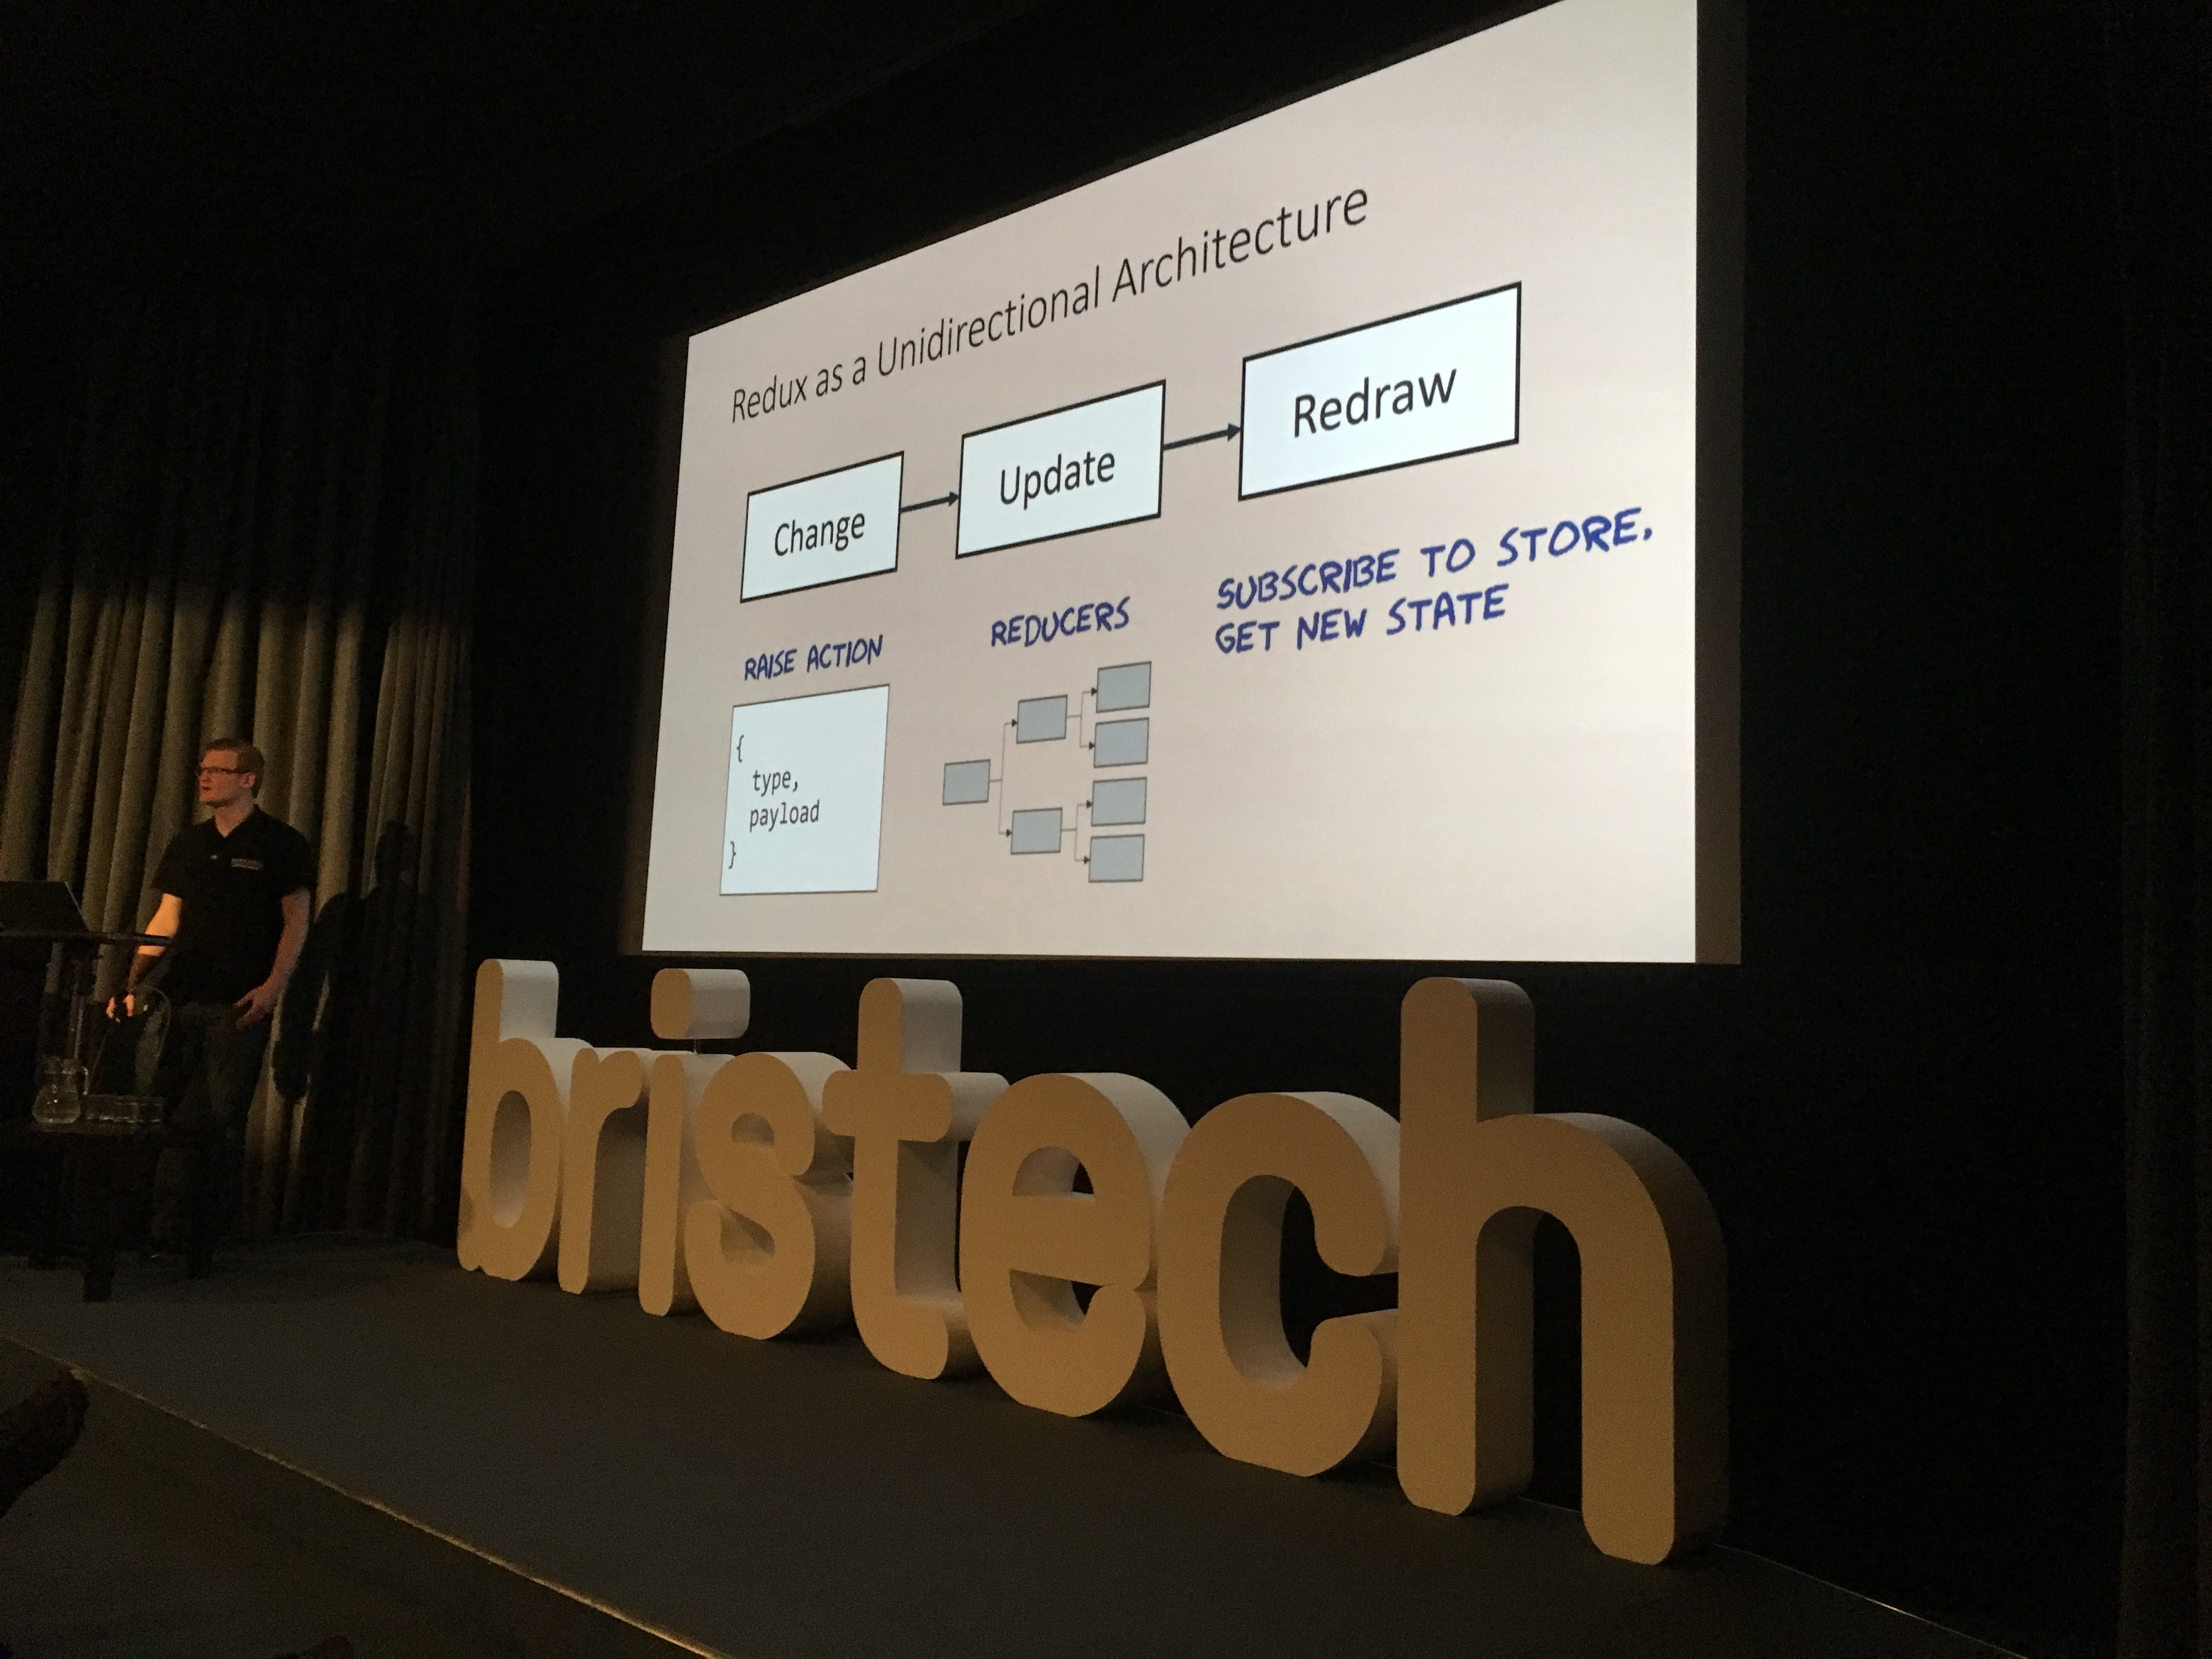 Redux as a Unidirectional Architecture
Change
Update
Redraw
RAISE ACTION
REDUCERS
SUBSCRIBE TO STORE,
GET NEW STATE
{
type,
payload
}
bristech